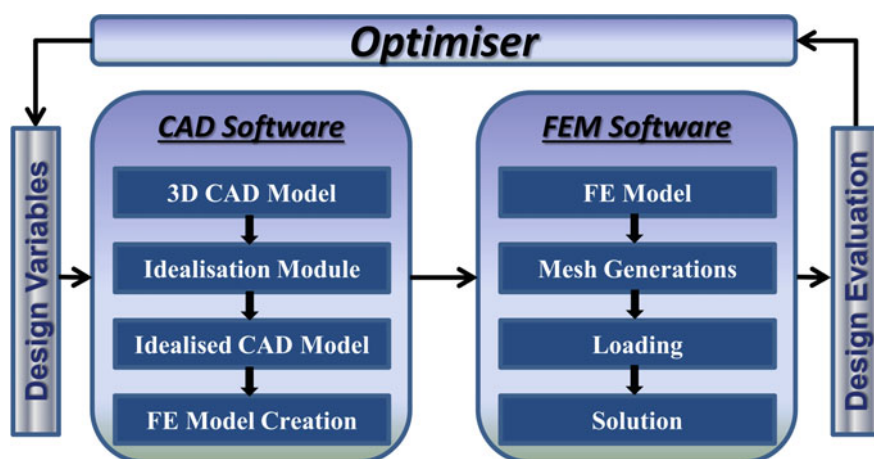 Optimiser
Design Variables
CAD Software
3D CAD Model
Idealisation Module
Idealised CAD Model
FE Model Creation
FEM Software
FE Model
Mesh Generations
Loading
Solution
Design Evaluation